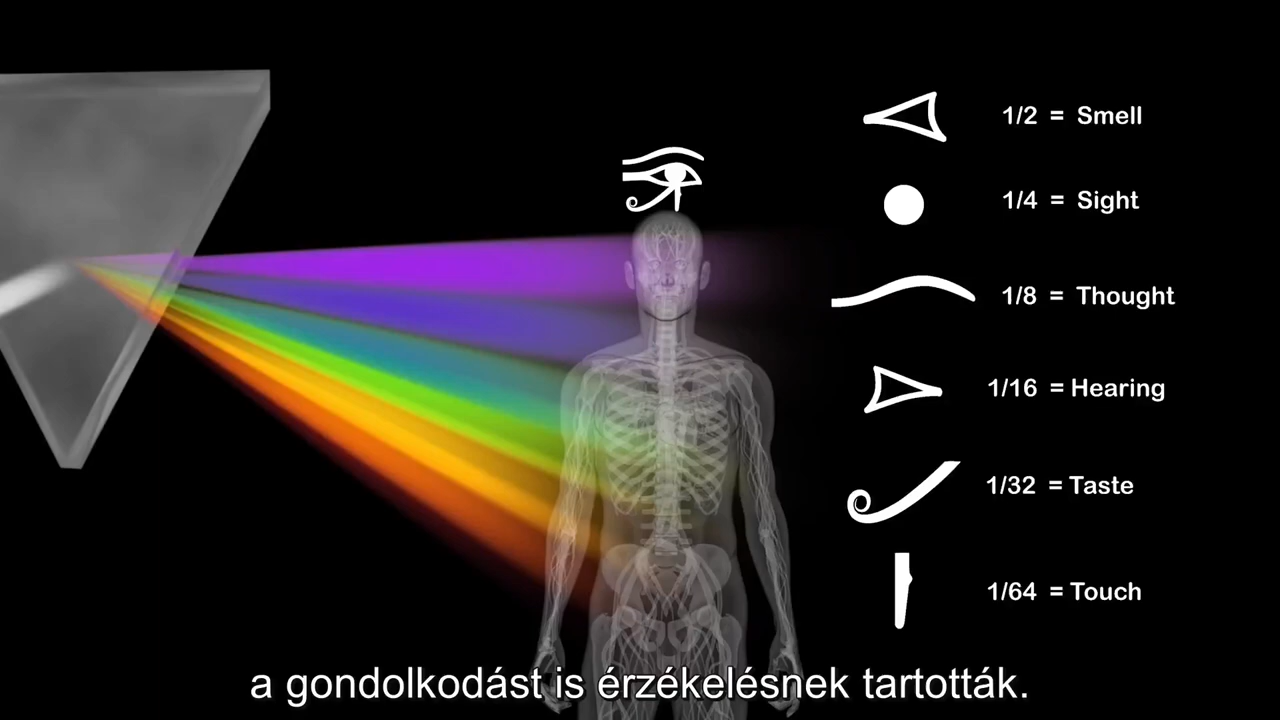 1/2 = Smell
1/4 = Sight
1/8 = Thought
1/16 = Hearing
1/32 = Taste
1/64 = Touch
a gondolkodást is érzékelésnek tartották.